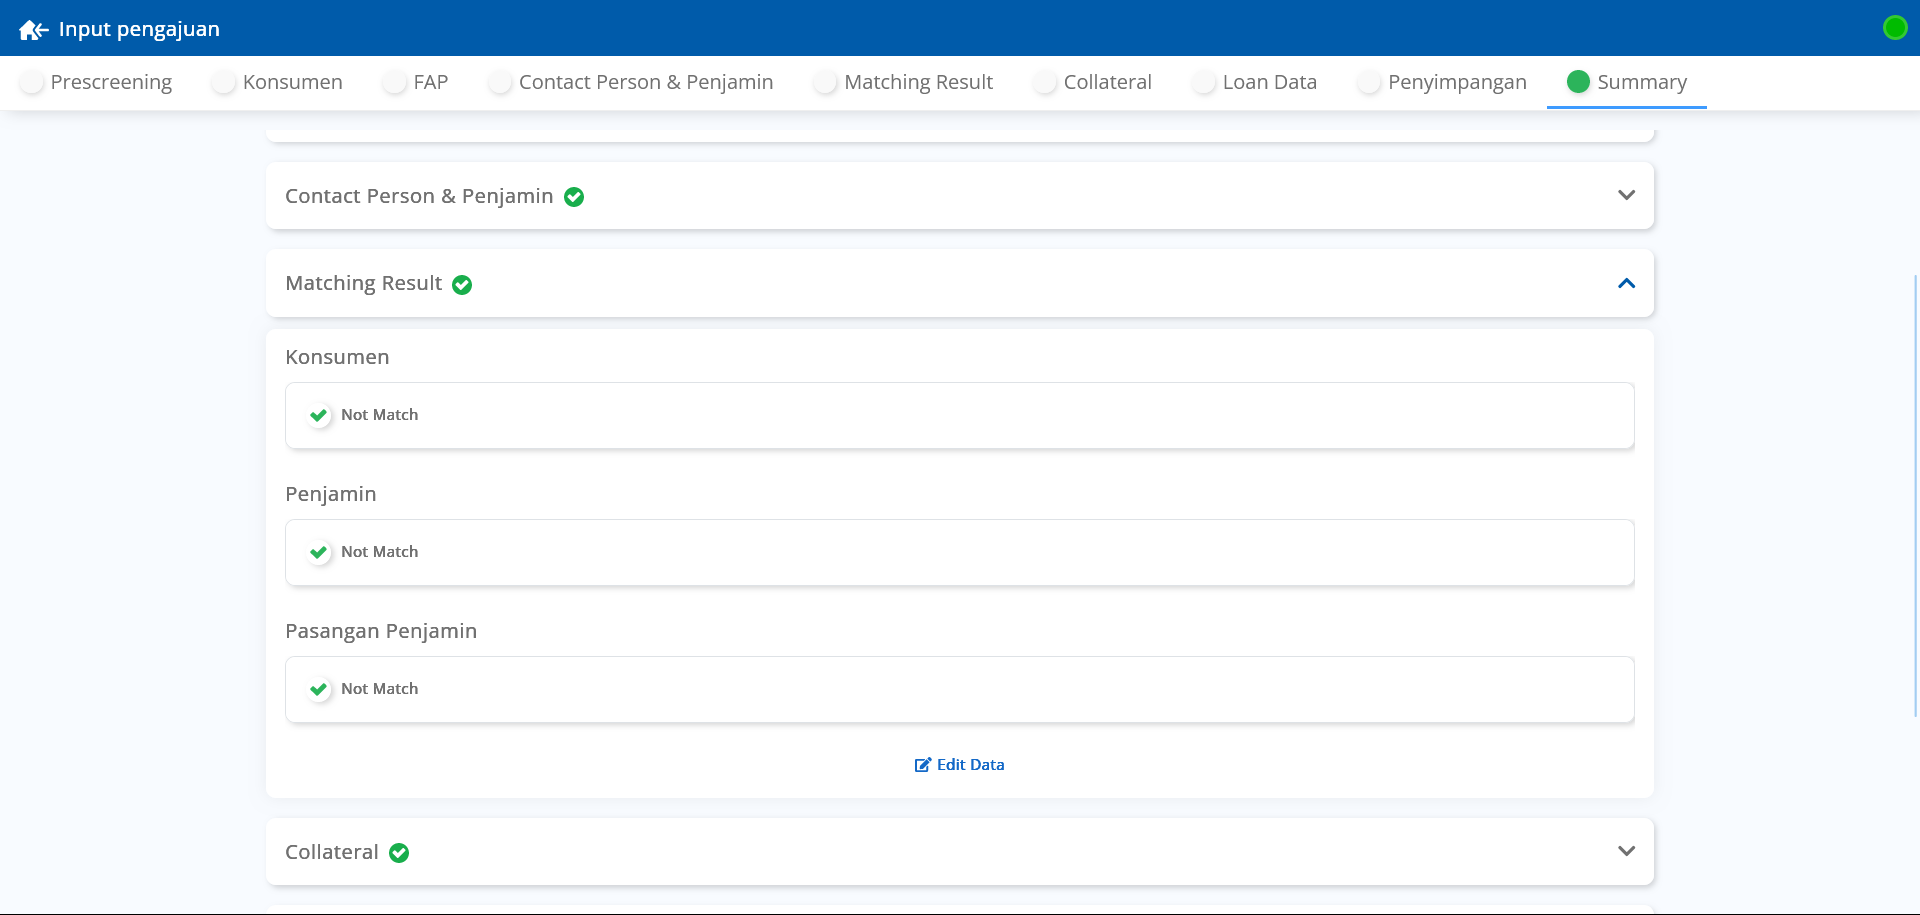 Input pengajuan
Prescreening Konsumen FAP Contact Person & Penjamin Matching Result Collateral Loan Data Penyimpangan Summary
Contact Person & Penjamin
Matching Result
Konsumen
Not Match
Penjamin
Not Match
Pasangan Penjamin
Not Match
Edit Data
Collateral